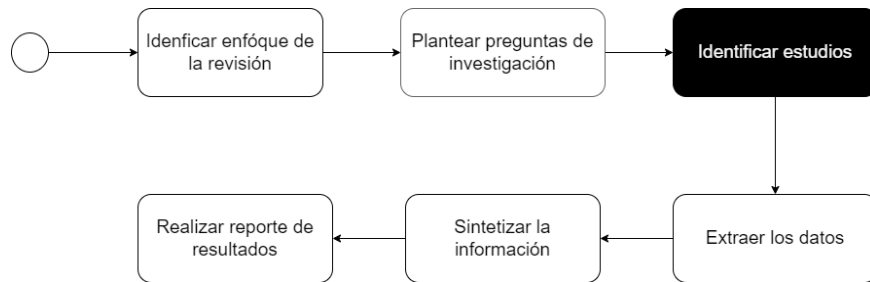 Idenficar enfóque de
la revisión
Plantear preguntas de
investigación
Identificar estudios
Realizar reporte de
resultados
Sintetizar la
información
Extraer los datos